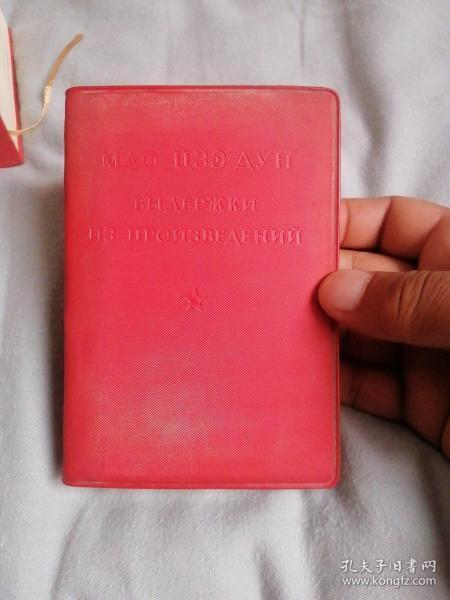 МАО ЦЗЭ-ДУН
ВЫДЕРЖКИ
ИЗ ПРОИЗВЕДЕНИЙ
孔夫子旧书网
www.kongfz.com